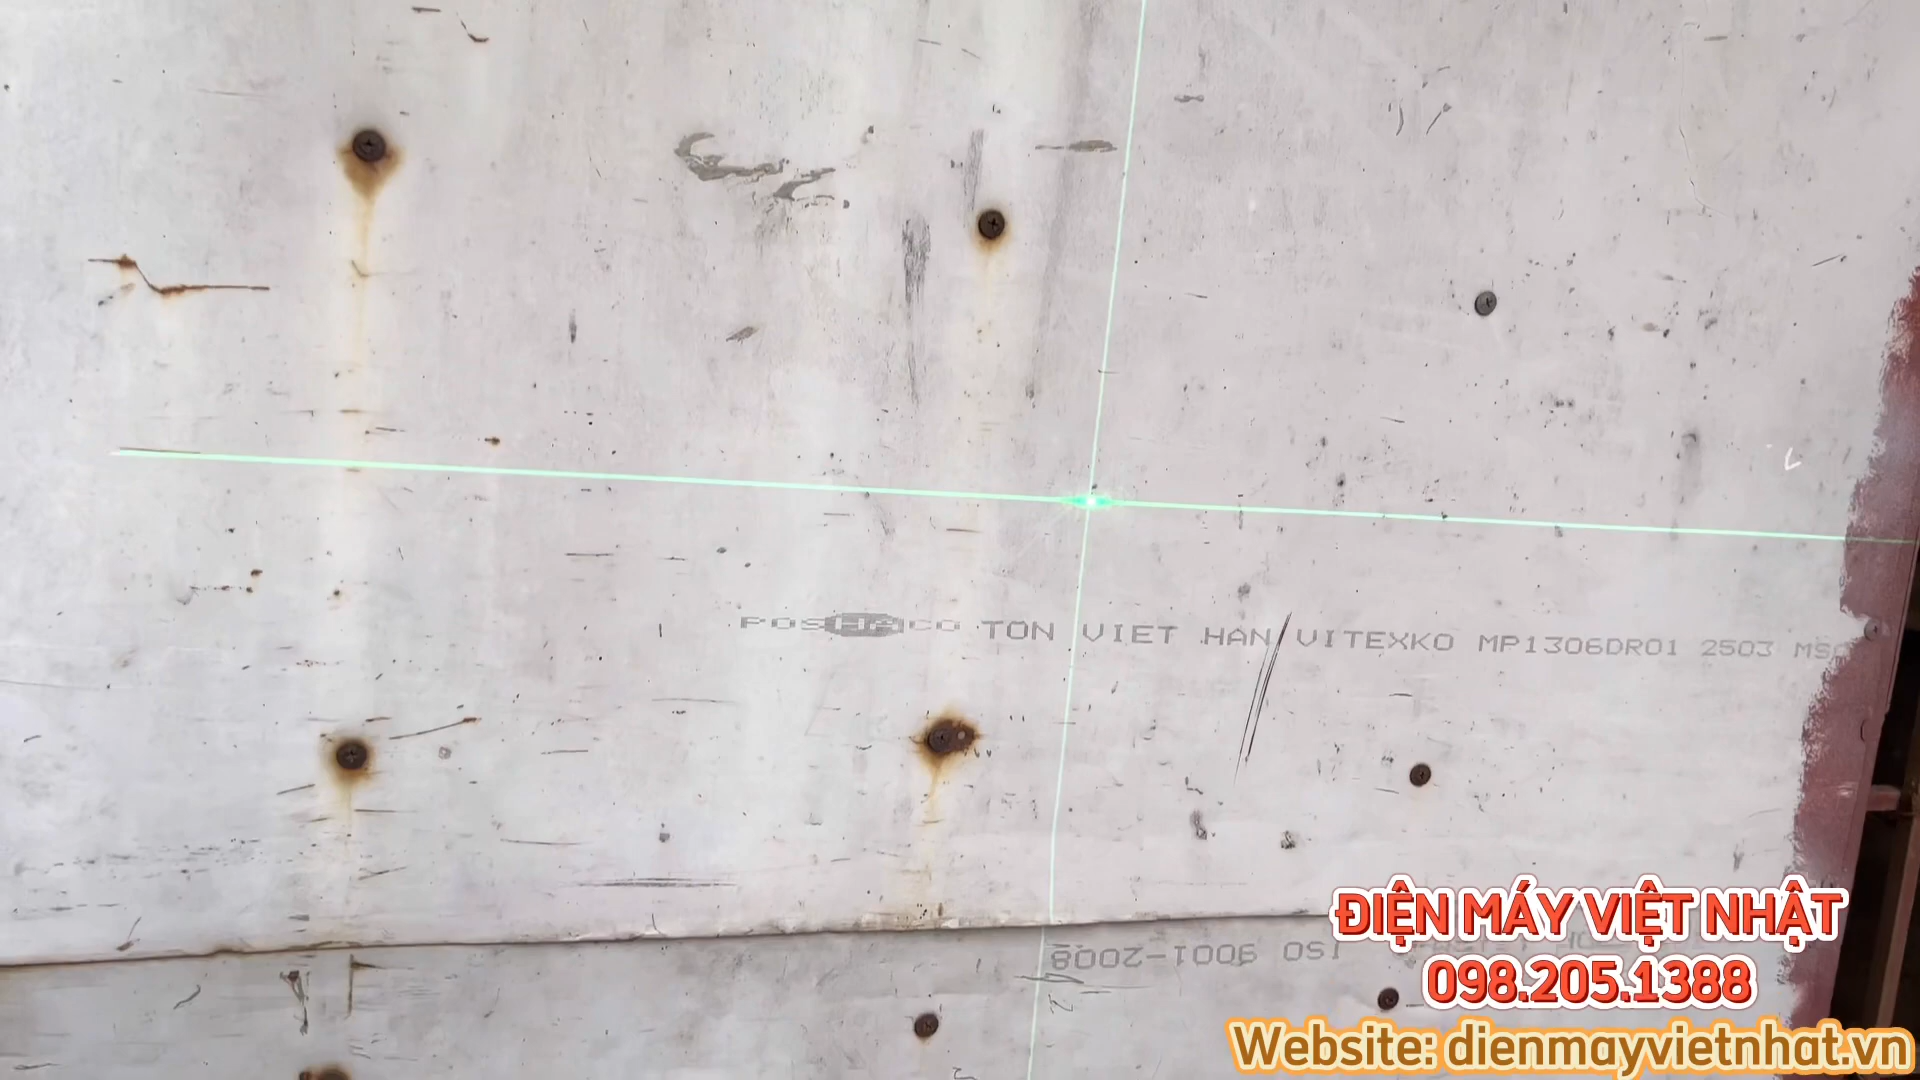 POSHACO TON VIET HAN VITEXKO MP1306DR01 2503
ISO 9001-2008
ĐIỆN MÁY VIỆT NHẬT
098.205.1388
Website: dienmayvietnhat.vn